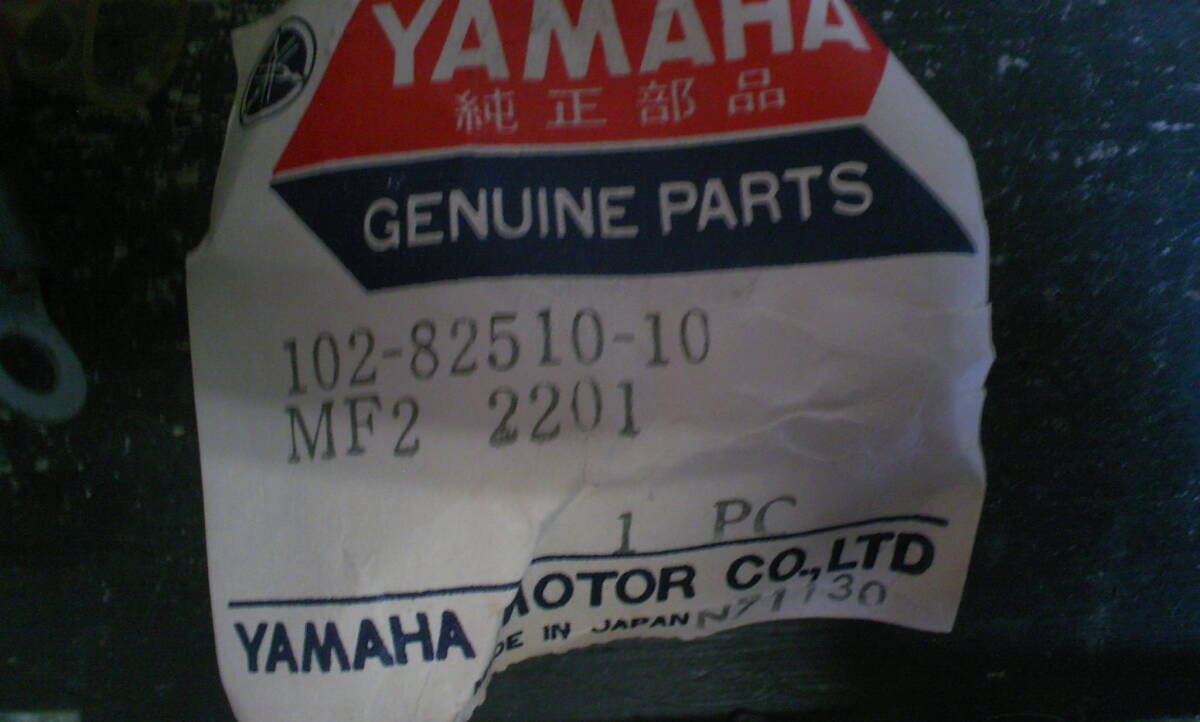 YAMAHA
純正部品
GENUINE PARTS
102-82510-10
MF2 2201
1 PC
YAMAHA MOTOR CO.,LTD
DE IN JAPAN N71130